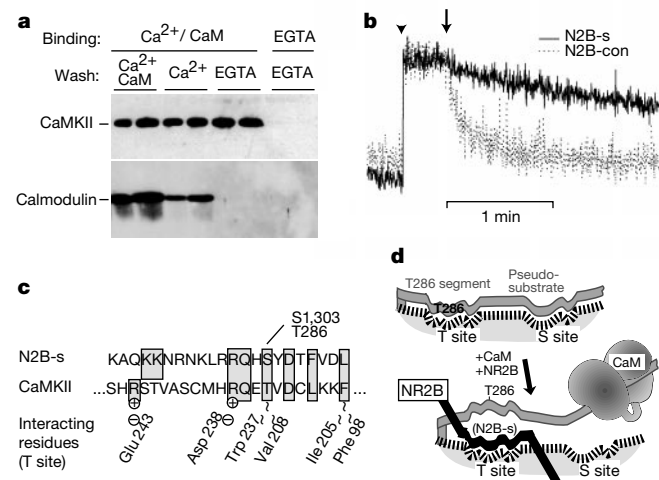 a
Binding: Ca2+/ CaM EGTA
Wash: Ca2+ CaM Ca2+ EGTA EGTA
CaMKII
Calmodulin
b
N2B-s
N2B-con
1 min
c
S1,303
T286
N2B-s KAQKKNRNKLRRQHSYDTFVDL
CaMKII ...SHRSTVASCMHRQETVDCLKKF ...
+ +
− −
Interacting
residues
(T site)
Glu 243
Asp 238
Trp 237
Val 208
Ile 205
Phe 98
d
T286 segment
Pseudo-
substrate
T286
T site S site
+CaM
+NR2B
CaM
NR2B
T286
(N2B-s)
T site S site